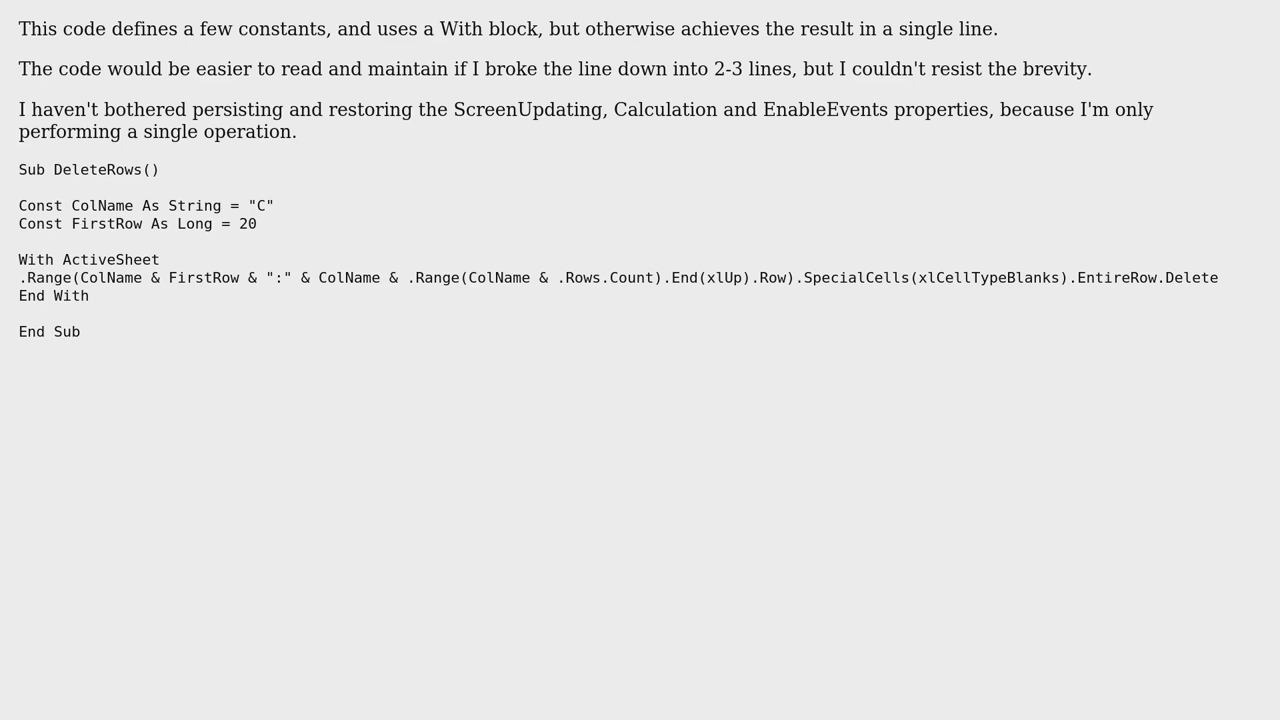 This code defines a few constants, and uses a With block, but otherwise achieves the result in a single line.
The code would be easier to read and maintain if I broke the line down into 2-3 lines, but I couldn't resist the brevity.
I haven't bothered persisting and restoring the ScreenUpdating, Calculation and EnableEvents properties, because I'm only
performing a single operation.
Sub DeleteRows()
Const ColName As String = "C"
Const FirstRow As Long = 20
With ActiveSheet
.Range(ColName & FirstRow & ":" & ColName & .Range(ColName & .Rows.Count).End(xlUp).Row).SpecialCells(xlCellTypeBlanks).EntireRow.Delete
End With
End Sub